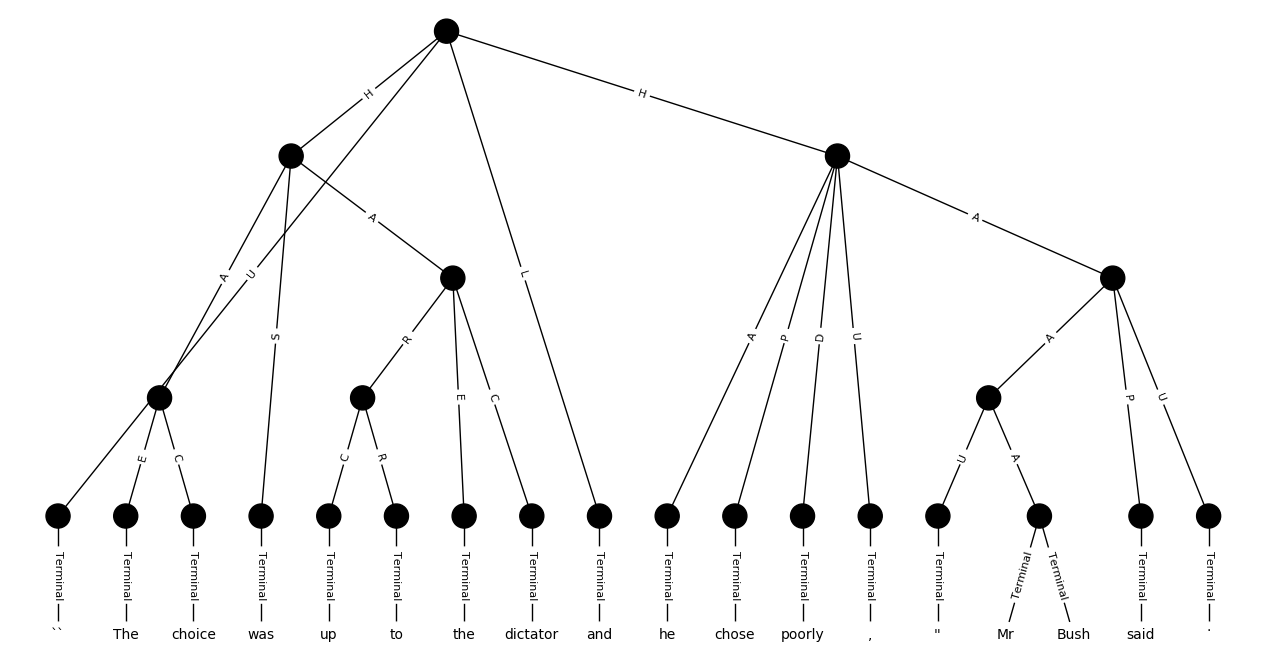 H
H
A
A
A
U
L
S
A
P
D
U
R
A
E
C
P
U
E
C
C
R
U
A
Terminal Terminal Terminal Terminal Terminal Terminal Terminal Terminal Terminal Terminal Terminal Terminal Terminal Terminal Terminal Terminal Terminal Terminal
`` The choice was up to the dictator and he chose poorly , " Mr Bush said .